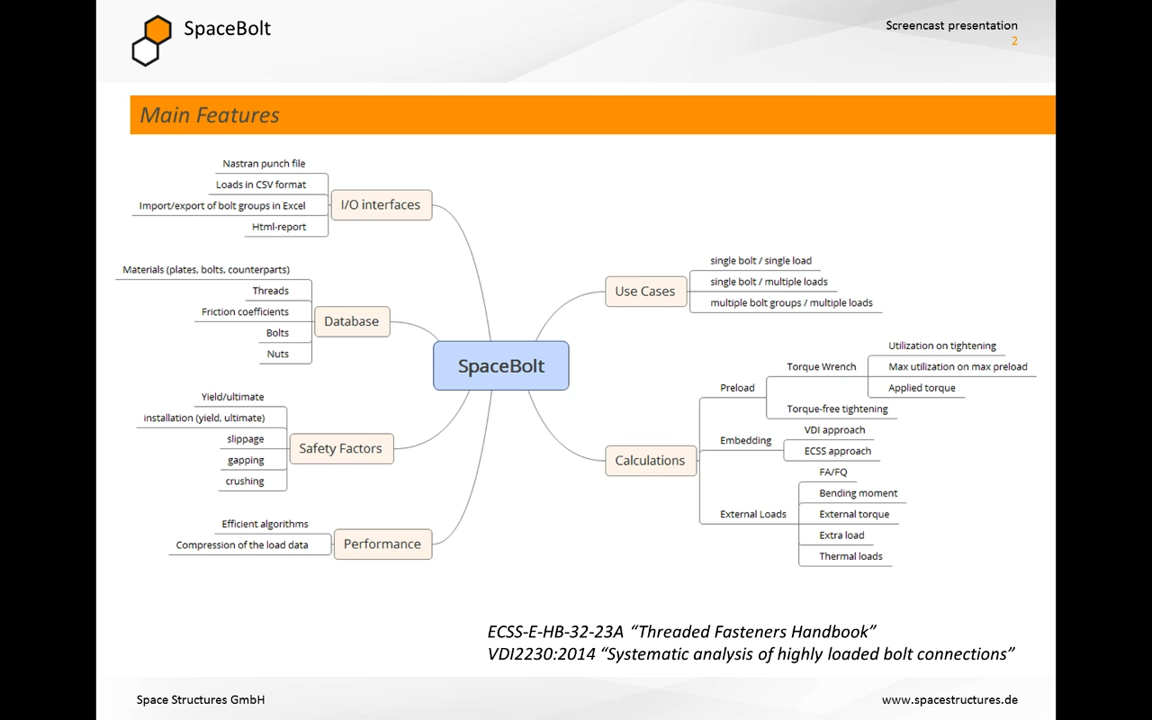 SpaceBolt
Screencast presentation
2
Main Features
Nastran punch file
Loads in CSV format
Import/export of bolt groups in Excel
Html-report
I/O interfaces
Materials (plates, bolts, counterparts)
Threads
Friction coefficients
Bolts
Nuts
Database
Yield/ultimate
installation (yield, ultimate)
slippage
gapping
crushing
Safety Factors
Efficient algorithms
Compression of the load data
Performance
SpaceBolt
Use Cases
single bolt / single load
single bolt / multiple loads
multiple bolt groups / multiple loads
Calculations
Preload
Torque Wrench
Utilization on tightening
Max utilization on max preload
Applied torque
Torque-free tightening
Embedding
VDI approach
ECSS approach
External Loads
FA/FQ
Bending moment
External torque
Extra load
Thermal loads
ECSS-E-HB-32-23A “Threaded Fasteners Handbook”
VDI2230:2014 “Systematic analysis of highly loaded bolt connections”
Space Structures GmbH
www.spacestructures.de